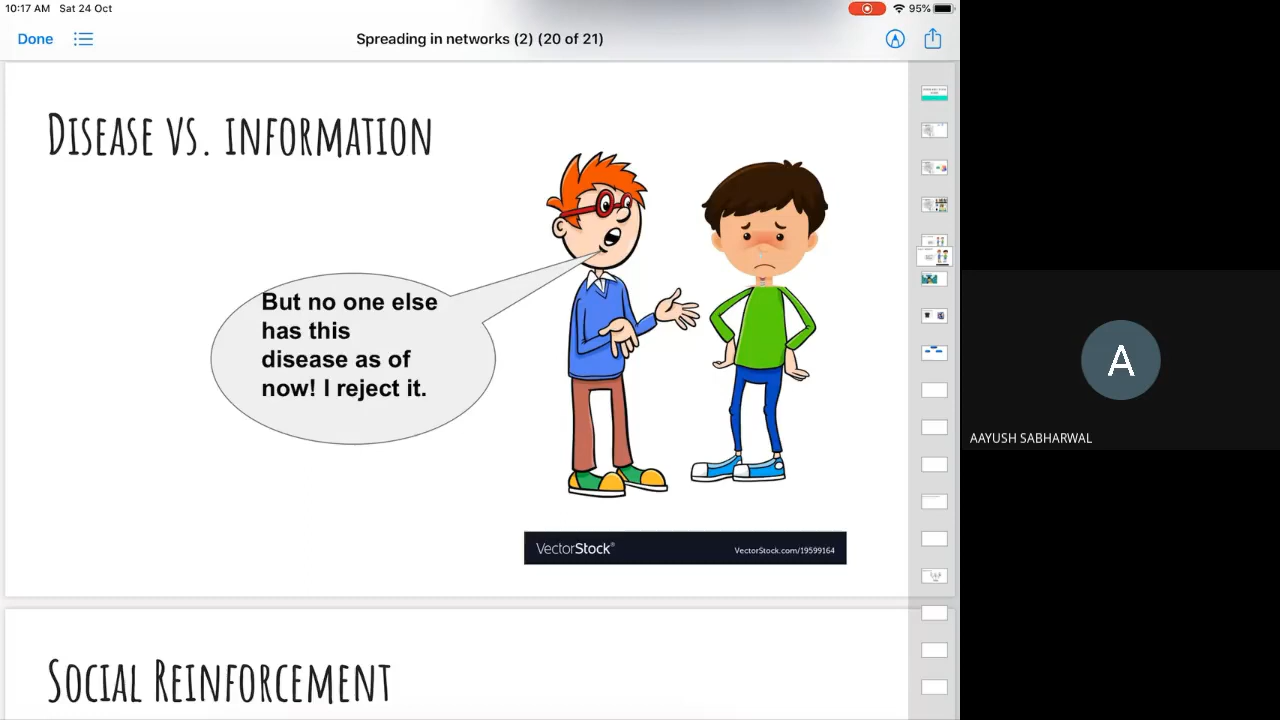 10:17 AM Sat 24 Oct
95%
Done
Spreading in networks (2) (20 of 21)
DISEASE VS. INFORMATION
But no one else
has this
disease as of
now! I reject it.
VectorStock®
VectorStock.com/19599164
SOCIAL REINFORCEMENT
A
AAYUSH SABHARWAL